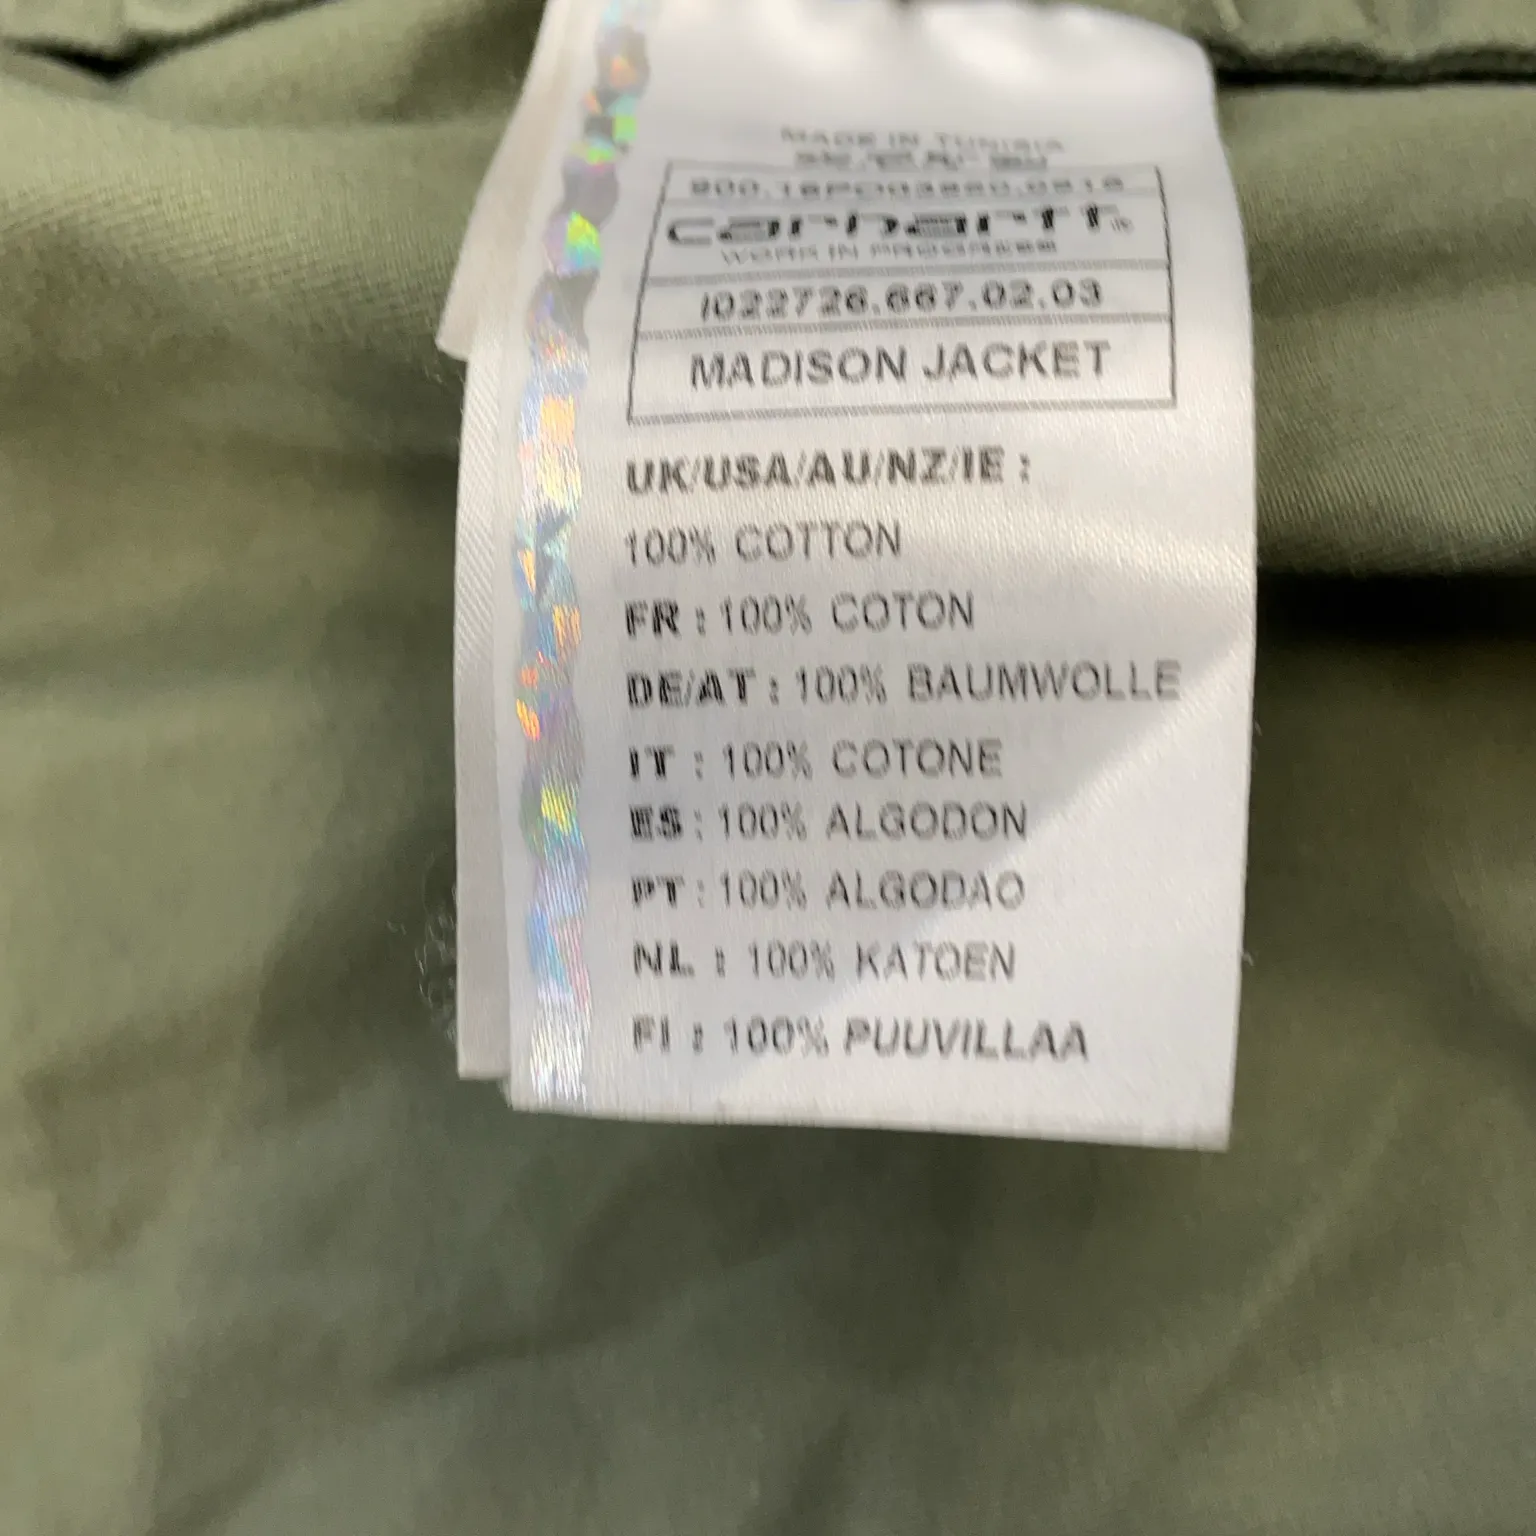 MADE IN TUNISIA
carhartt
WORK IN PROGRESS
I022726.667.02.03
MADISON JACKET
UK/USA/AU/NZ/IE :
100% COTTON
FR : 100% COTON
DE/AT : 100% BAUMWOLLE
IT : 100% COTONE
ES : 100% ALGODON
PT : 100% ALGODAO
NL : 100% KATOEN
FI : 100% PUUVILLAA